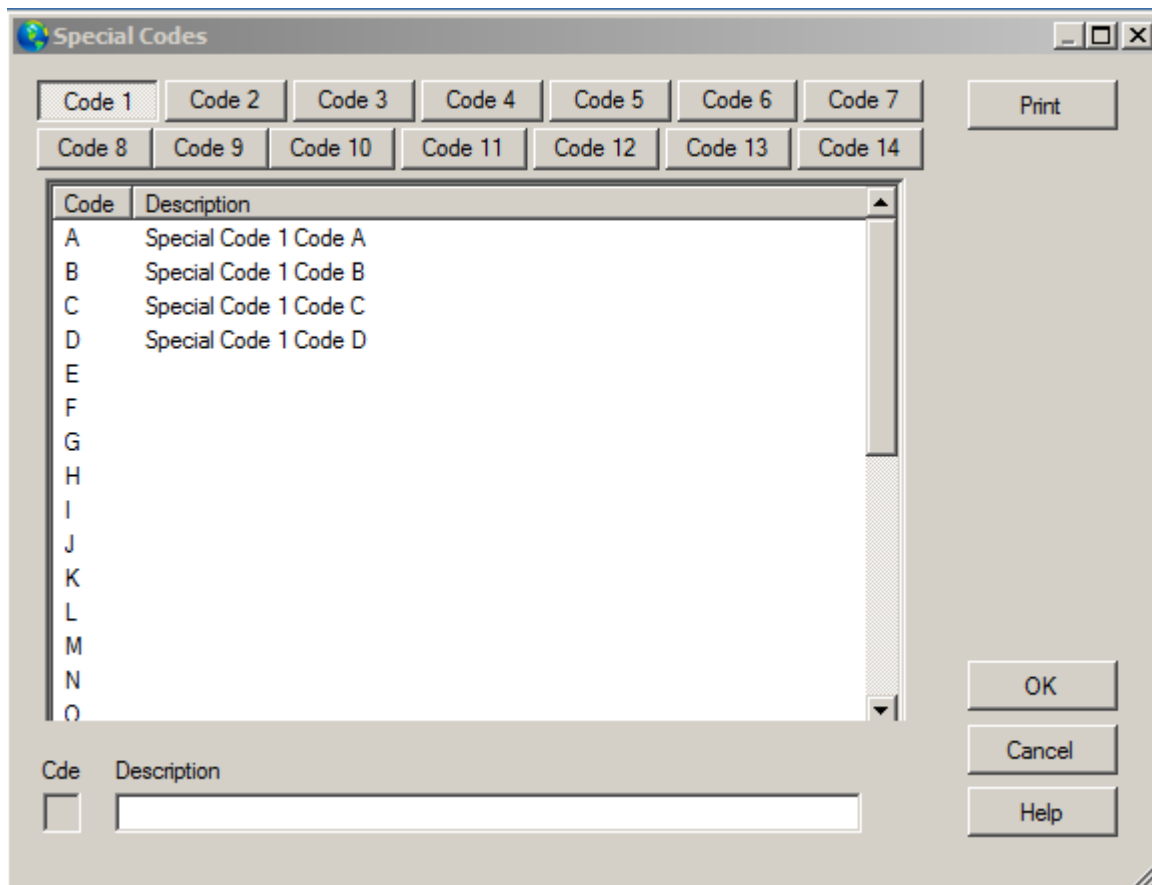 Special Codes
Code 1 Code 2 Code 3 Code 4 Code 5 Code 6 Code 7 Print
Code 8 Code 9 Code 10 Code 11 Code 12 Code 13 Code 14
Code Description
A Special Code 1 Code A
B Special Code 1 Code B
C Special Code 1 Code C
D Special Code 1 Code D
E
F
G
H
I
J
K
L
M
N
O
OK
Cancel
Cde Description
Help